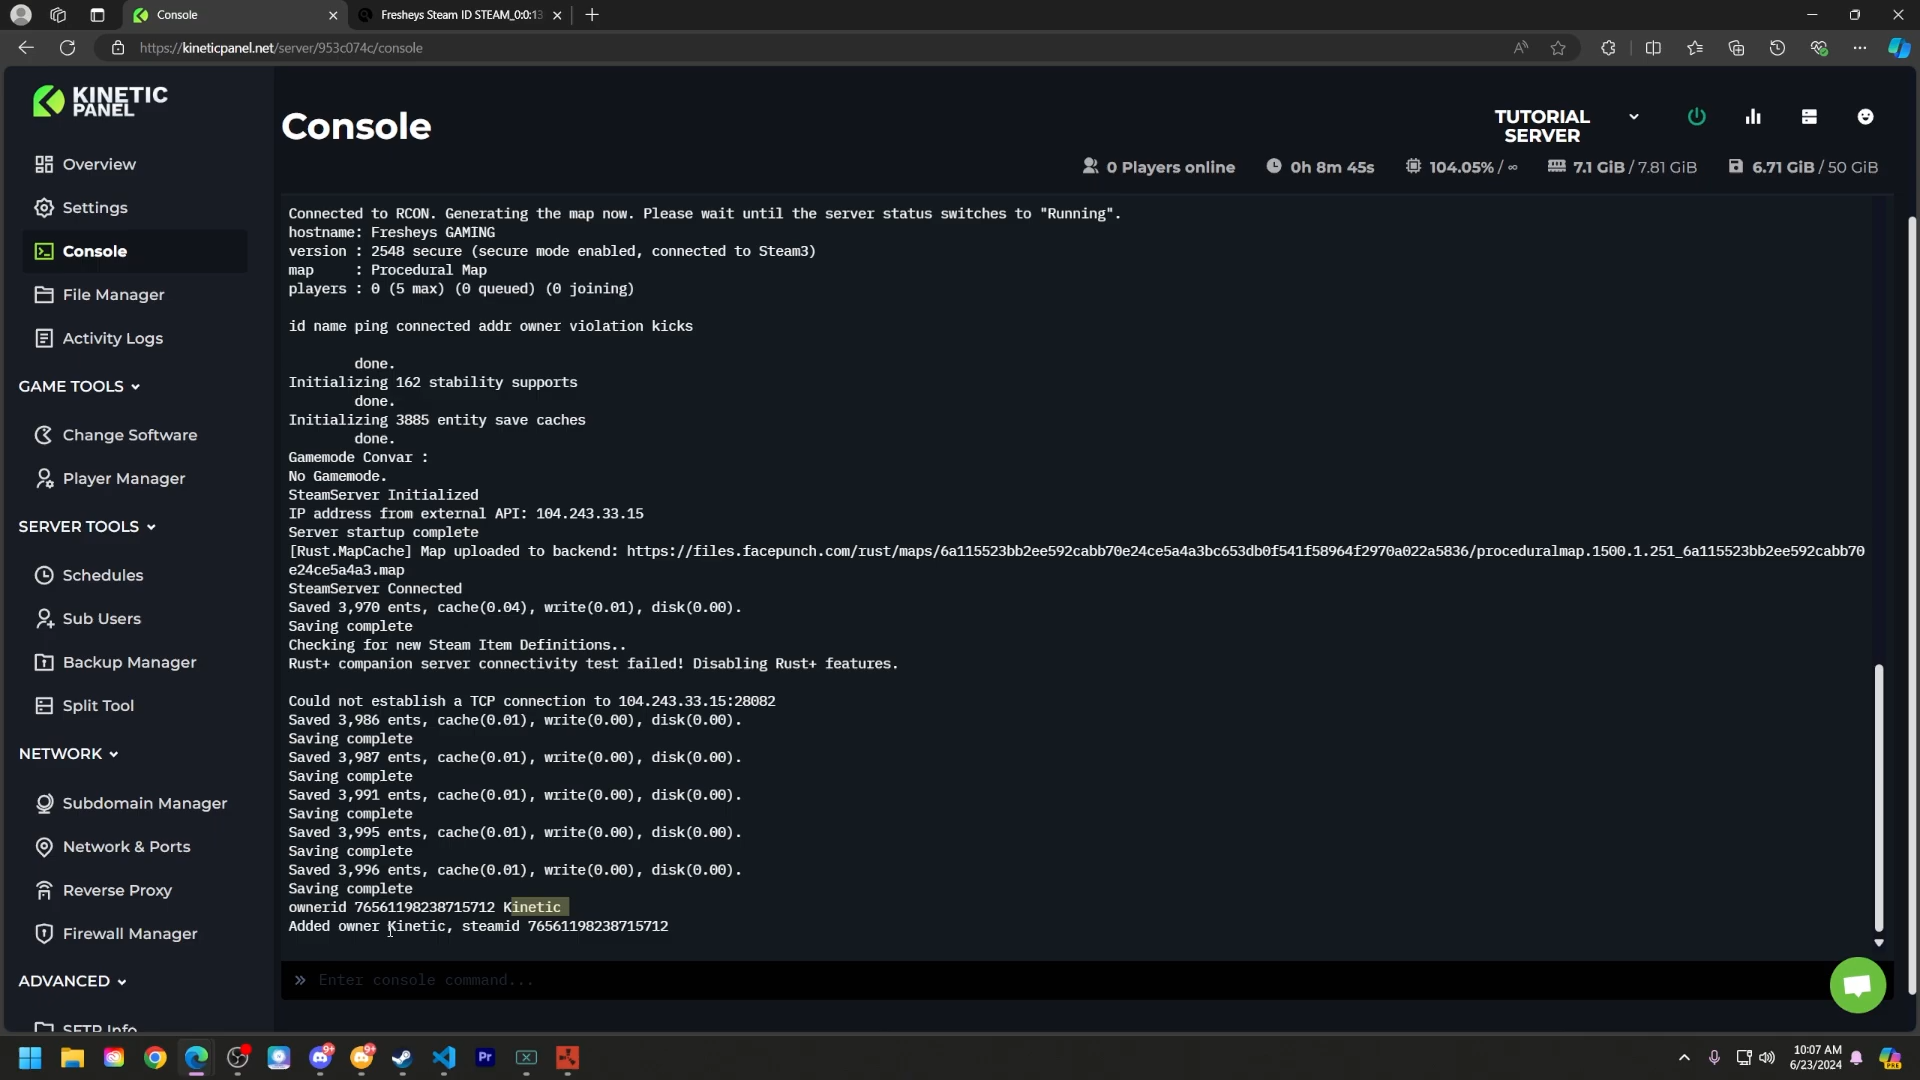 Console
Fresheys Steam ID STEAM_0:0:13
https://kineticpanel.net/server/953c074c/console
KINETIC
PANEL
Console
TUTORIAL
SERVER
0 Players online
0h 8m 45s
104.05% / ∞
7.1 GiB / 7.81 GiB
6.71 GiB / 50 GiB
Overview
Settings
Console
File Manager
Activity Logs
GAME TOOLS
Change Software
Player Manager
SERVER TOOLS
Schedules
Sub Users
Backup Manager
Split Tool
NETWORK
Subdomain Manager
Network & Ports
Reverse Proxy
Firewall Manager
ADVANCED
SFTP Info
Connected to RCON. Generating the map now. Please wait until the server status switches to "Running".
hostname: Fresheys GAMING
version : 2548 secure (secure mode enabled, connected to Steam3)
map     : Procedural Map
players : 0 (5 max) (0 queued) (0 joining)
id name ping connected addr owner violation kicks
done.
Initializing 162 stability supports
done.
Initializing 3885 entity save caches
done.
Gamemode Convar :
No Gamemode.
SteamServer Initialized
IP address from external API: 104.243.33.15
Server startup complete
[Rust.MapCache] Map uploaded to backend: https://files.facepunch.com/rust/maps/6a115523bb2ee592cabb70e24ce5a4a3bc653db0f541f58964f2970a022a5836/proceduralmap.1500.1.251_6a115523bb2ee592cabb70
e24ce5a4a3.map
SteamServer Connected
Saved 3,970 ents, cache(0.04), write(0.01), disk(0.00).
Saving complete
Checking for new Steam Item Definitions..
Rust+ companion server connectivity test failed! Disabling Rust+ features.
Could not establish a TCP connection to 104.243.33.15:28082
Saved 3,986 ents, cache(0.01), write(0.00), disk(0.00).
Saving complete
Saved 3,987 ents, cache(0.01), write(0.00), disk(0.00).
Saving complete
Saved 3,991 ents, cache(0.01), write(0.00), disk(0.00).
Saving complete
Saved 3,995 ents, cache(0.01), write(0.00), disk(0.00).
Saving complete
Saved 3,996 ents, cache(0.01), write(0.00), disk(0.00).
Saving complete
ownerid 76561198238715712 Kinetic
Added owner Kinetic, steamid 76561198238715712
» Enter console command...
9+
9+
Pr
10:07 AM
6/23/2024
PRE